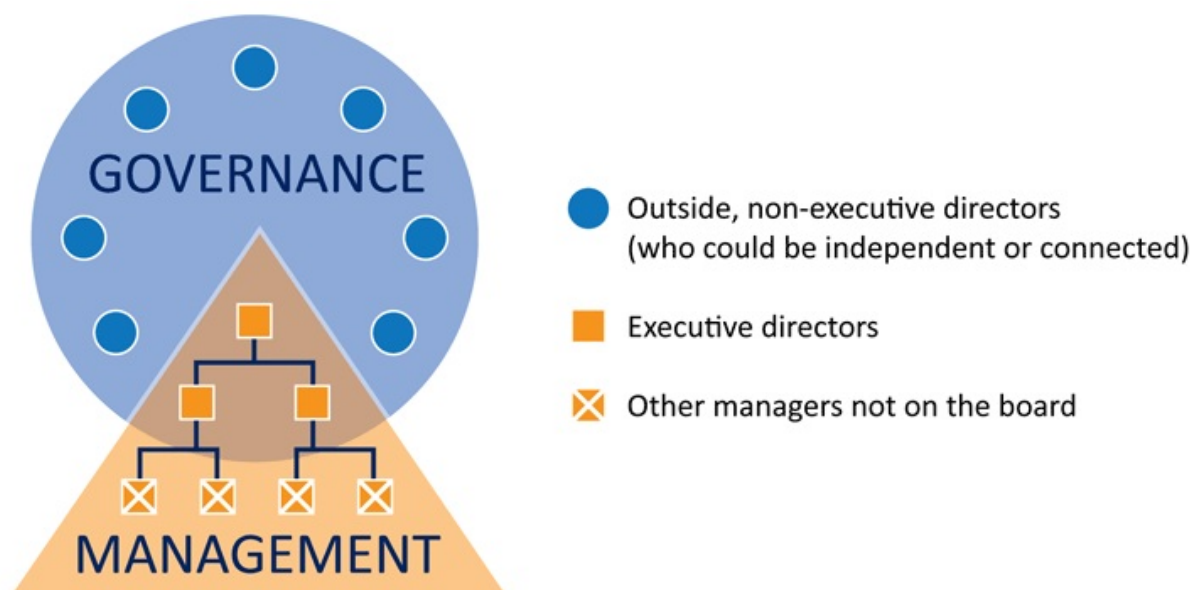 GOVERNANCE
MANAGEMENT
Outside, non-executive directors
(who could be independent or connected)
Executive directors
Other managers not on the board